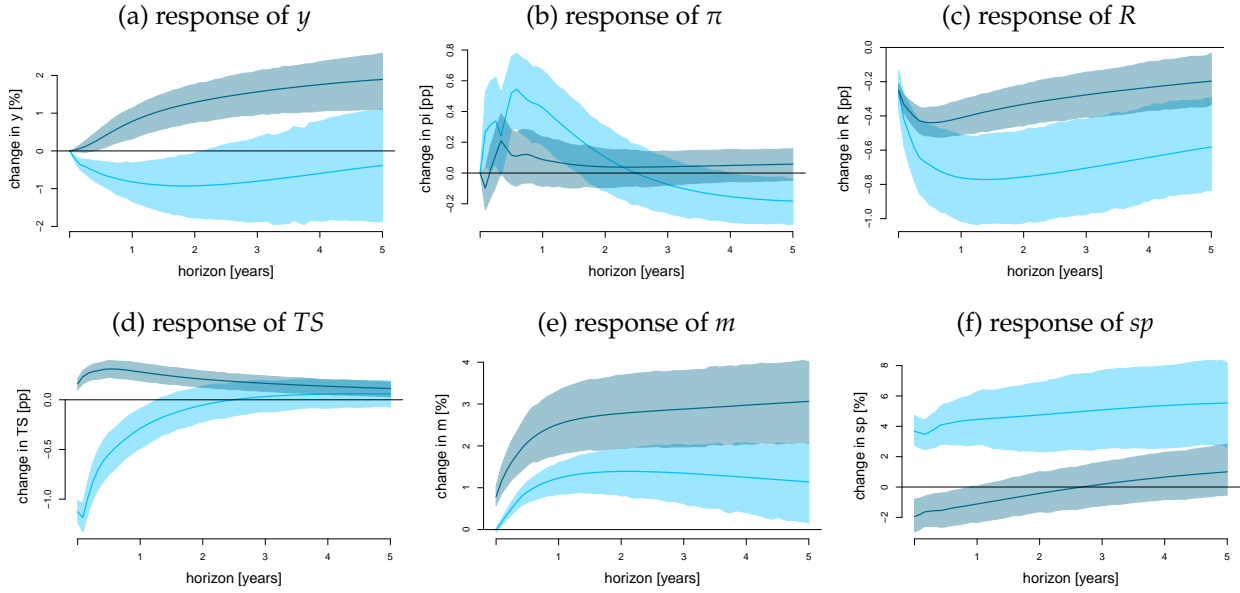 (a) response of y
change in y [%]
2
1
0
−1
−2
1 2 3 4 5
horizon [years]
(b) response of π
change in pi [pp]
0.8
0.6
0.4
0.2
0.0
−0.2
1 2 3 4 5
horizon [years]
(c) response of R
change in R [pp]
0.0
−0.2
−0.4
−0.6
−0.8
−1.0
1 2 3 4 5
horizon [years]
(d) response of TS
change in TS [pp]
0.0
−0.5
−1.0
1 2 3 4 5
horizon [years]
(e) response of m
change in m [%]
4
3
2
1
0
1 2 3 4 5
horizon [years]
(f) response of sp
change in sp [%]
8
6
4
2
0
−2
1 2 3 4 5
horizon [years]